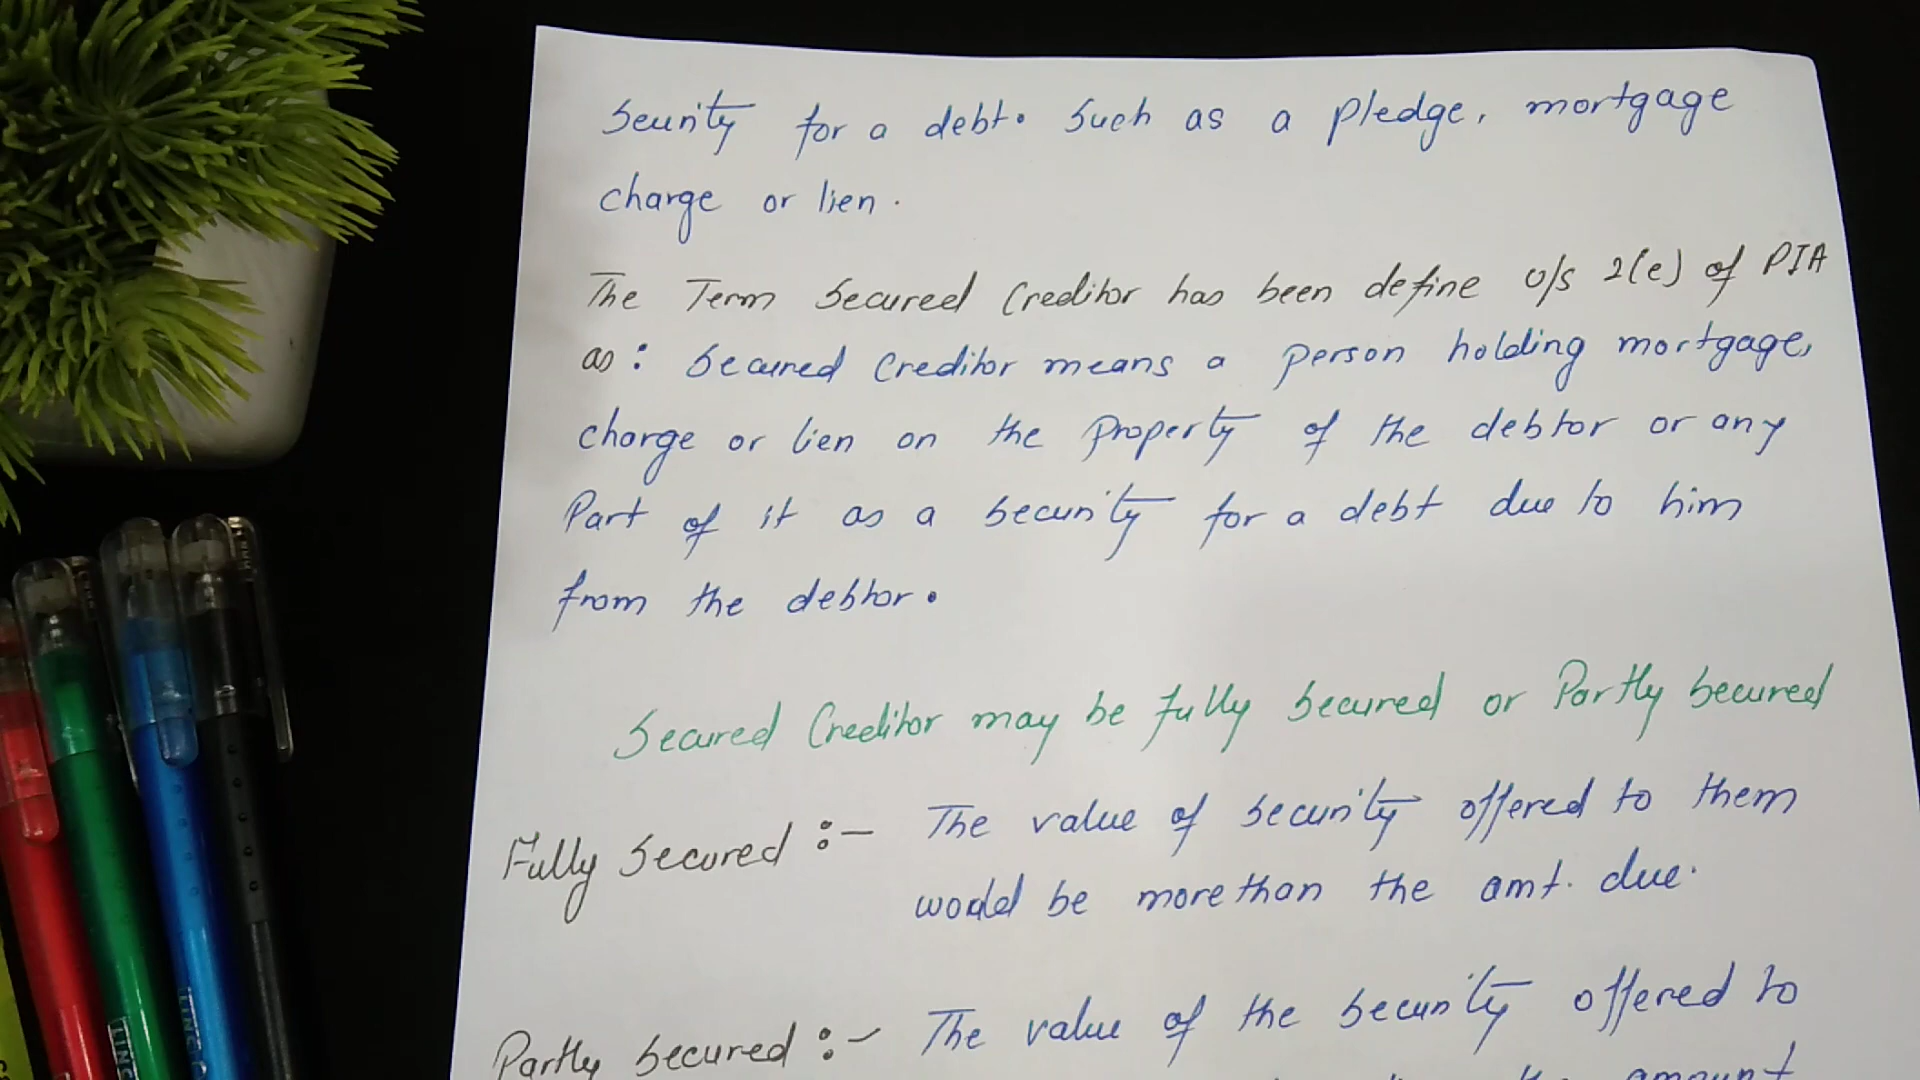 Seurity for a debt. Such as a pledge, mortgage
charge or lien.
The Term Secured Creditor has been define u/s 2(e) of PIA
as: Secured Creditor means a person holding mortgage,
charge or lien on the property of the debtor or any
Part of it as a security for a debt due to him
from the debtor.
Secured Creditor may be fully secured or Partly secured
Fully Secured :- The value of security offered to them
would be more than the amt. due.
Partly secured :- The value of the security offered to
amount
LINC
LINC